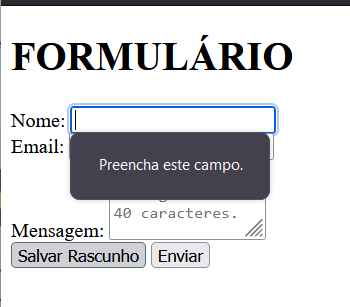 FORMULÁRIO
Nome:
Email:
Preencha este campo.
40 caracteres.
Mensagem:
Salvar Rascunho Enviar